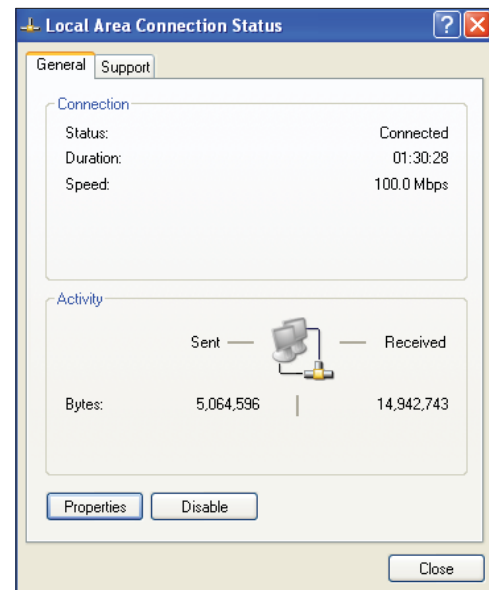 Local Area Connection Status
General Support
Connection
Status: Connected
Duration: 01:30:28
Speed: 100.0 Mbps
Activity
Sent Received
Bytes: 5,064,596 14,942,743
Properties Disable
Close